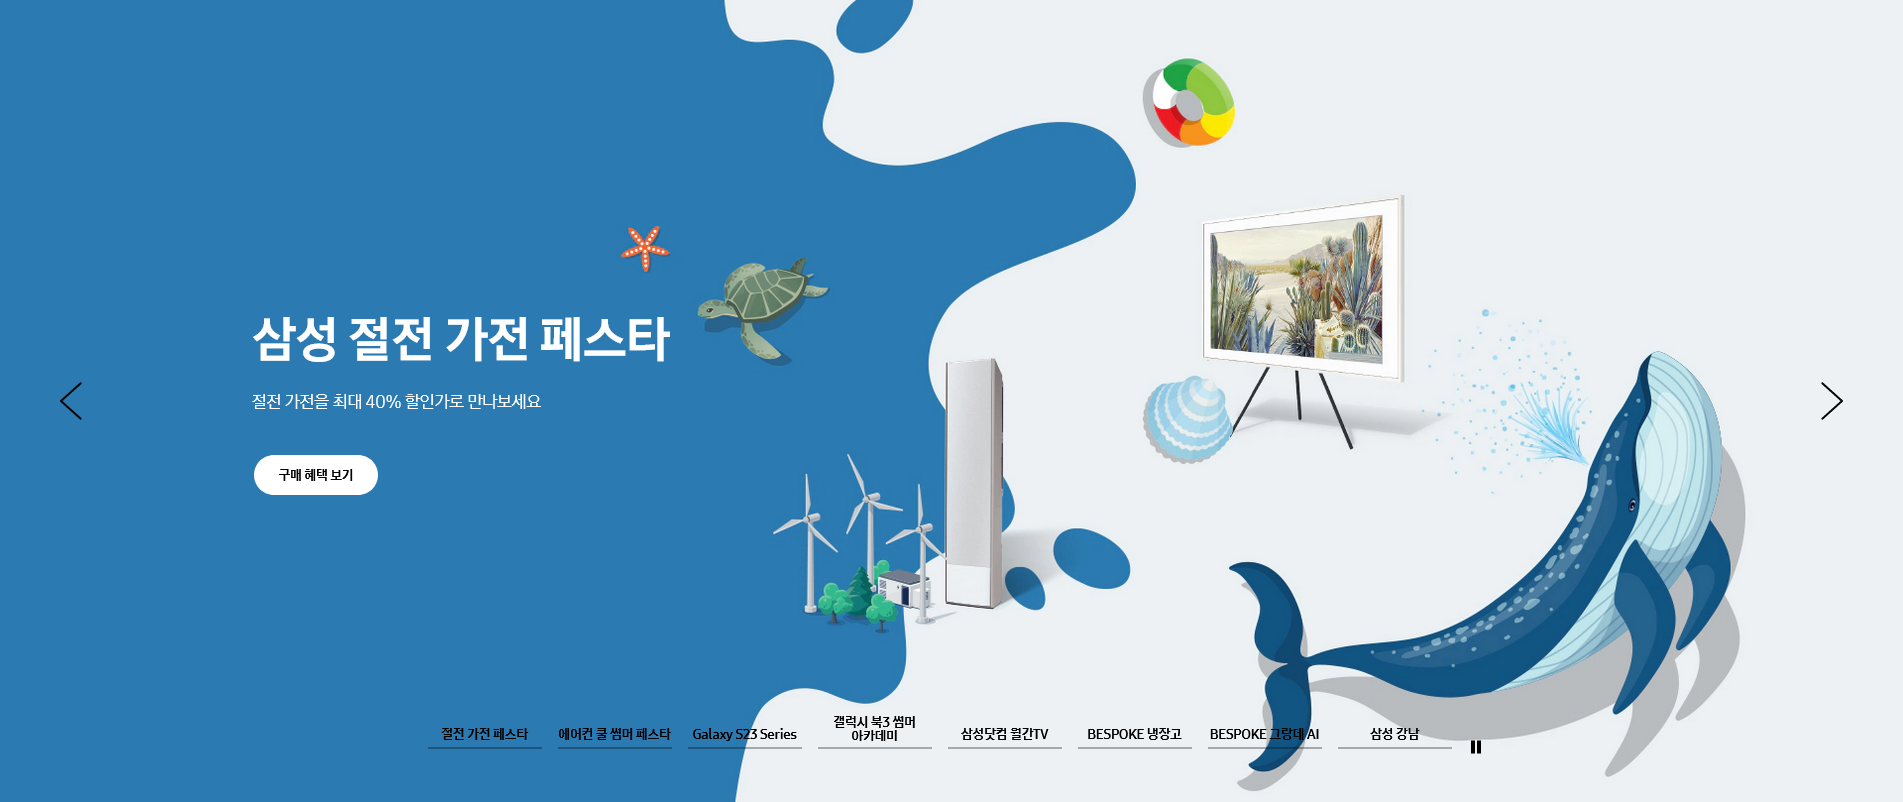 삼성 절전 가전 페스타
절전 가전을 최대 40% 할인가로 만나보세요
구매 혜택 보기
절전 가전 페스타
에어컨 쿨 썸머 페스타
Galaxy S23 Series
갤럭시 북3 썸머
아카데미
삼성닷컴 월간TV
BESPOKE 냉장고
BESPOKE 그랑데 AI
삼성 강남